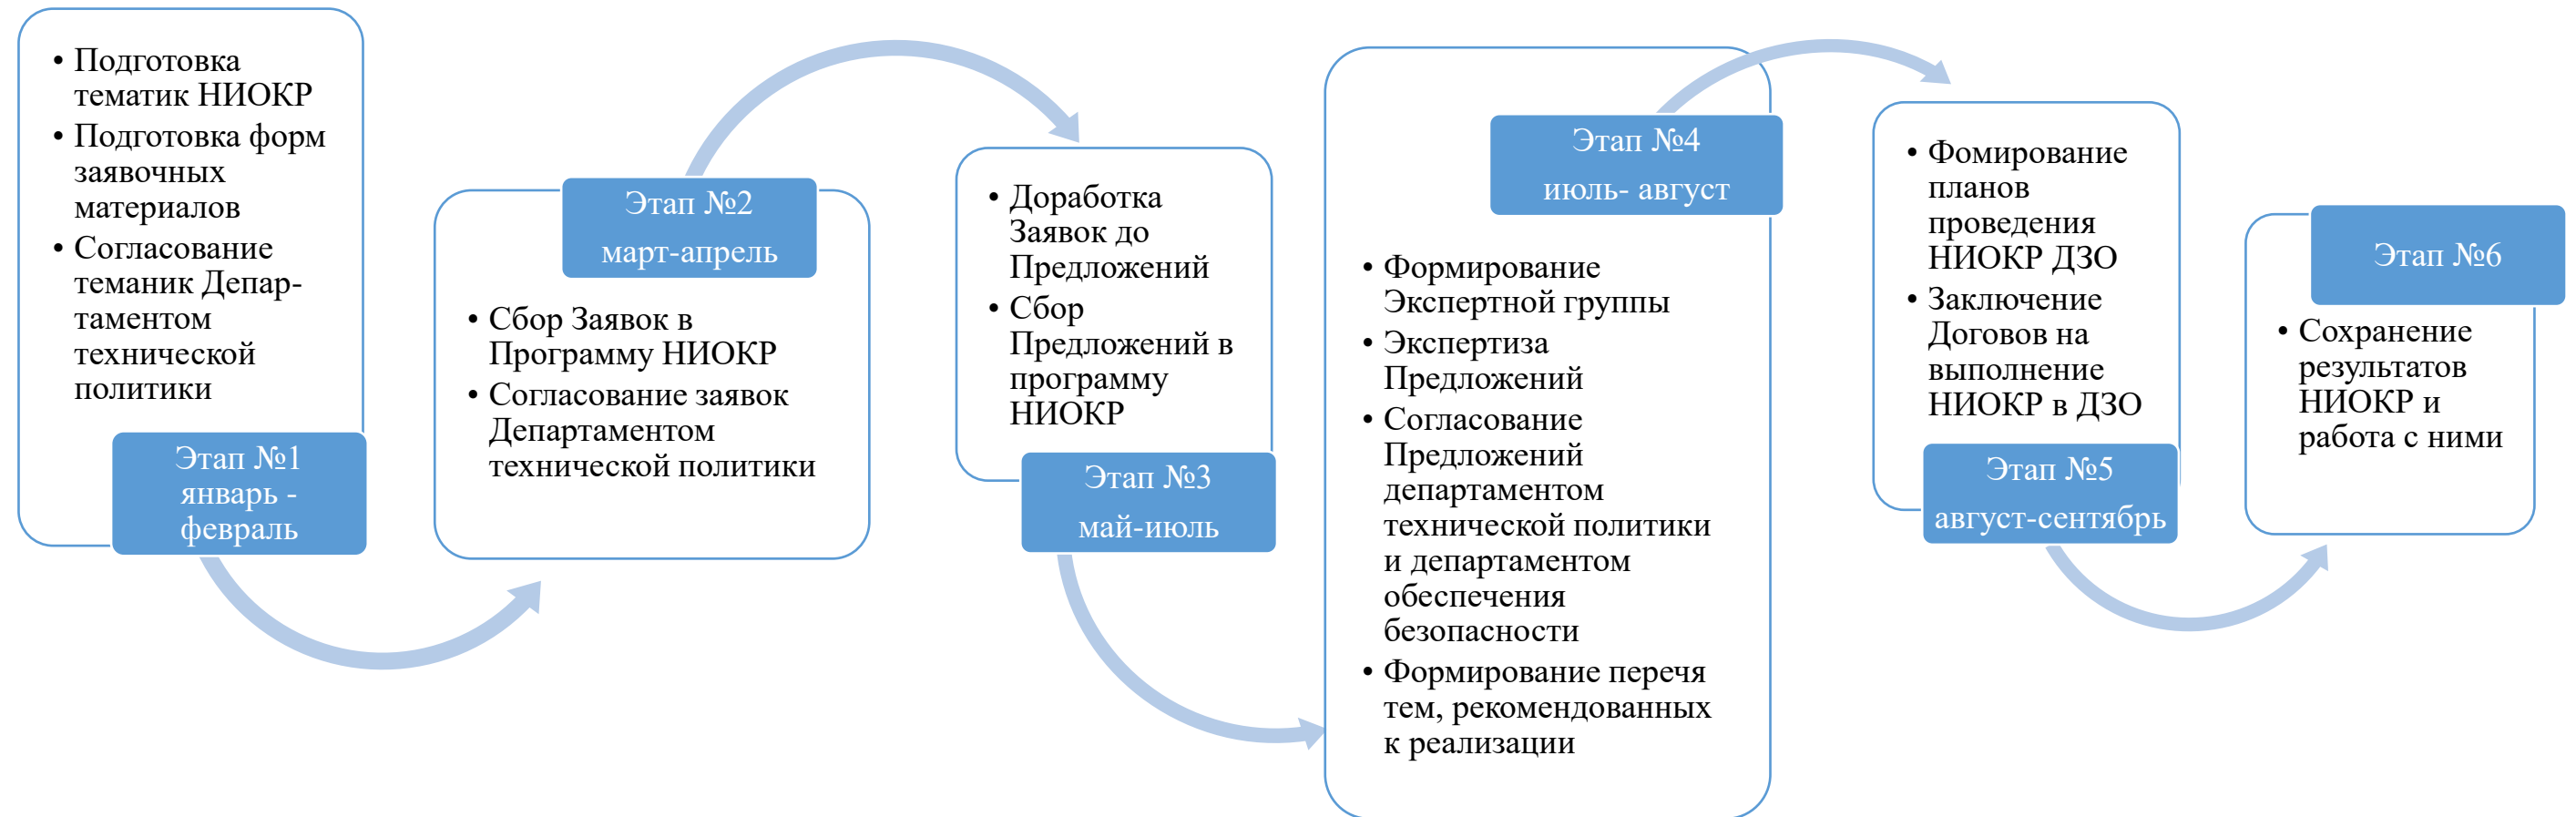 • Подготовка
тематик НИОКР
• Подготовка форм
заявочных
материалов
• Согласование
теманик Депар-
таментом
технической
политики
Этап №1
январь -
февраль
Этап №2
март-апрель
• Сбор Заявок в
Программу НИОКР
• Согласование заявок
Департаментом
технической политики
• Доработка
Заявок до
Предложений
• Сбор
Предложений в
программу
НИОКР
Этап №3
май-июль
Этап №4
июль- август
• Формирование
Экспертной группы
• Экспертиза
Предложений
• Согласование
Предложений
департаментом
технической политики
и департаментом
обеспечения
безопасности
• Формирование перечя
тем, рекомендованных
к реализации
• Фомирование
планов
проведения
НИОКР ДЗО
• Заключение
Договов на
выполнение
НИОКР в ДЗО
Этап №5
август-сентябрь
Этап №6
• Сохранение
результатов
НИОКР и
работа с ними